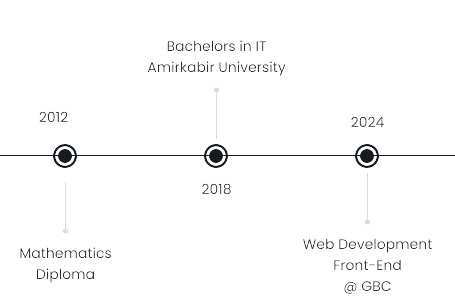 Bachelors in IT
Amirkabir University
2012
2024
2018
Mathematics
Diploma
Web Development
Front-End
@ GBC